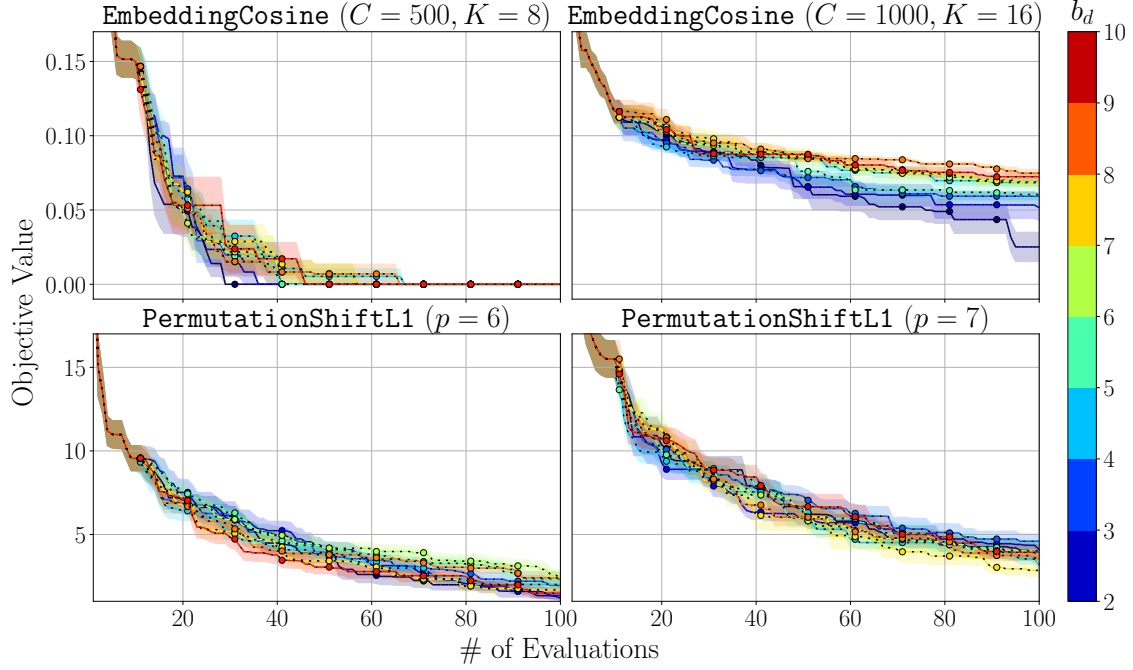 EmbeddingCosine (C = 500, K = 8)
EmbeddingCosine (C = 1000, K = 16)
b_d
0.15
0.10
0.05
0.00
10
9
8
7
6
5
4
3
2
Objective Value
PermutationShiftL1 (p = 6)
PermutationShiftL1 (p = 7)
15
10
5
20 40 60 80 100
20 40 60 80 100
# of Evaluations